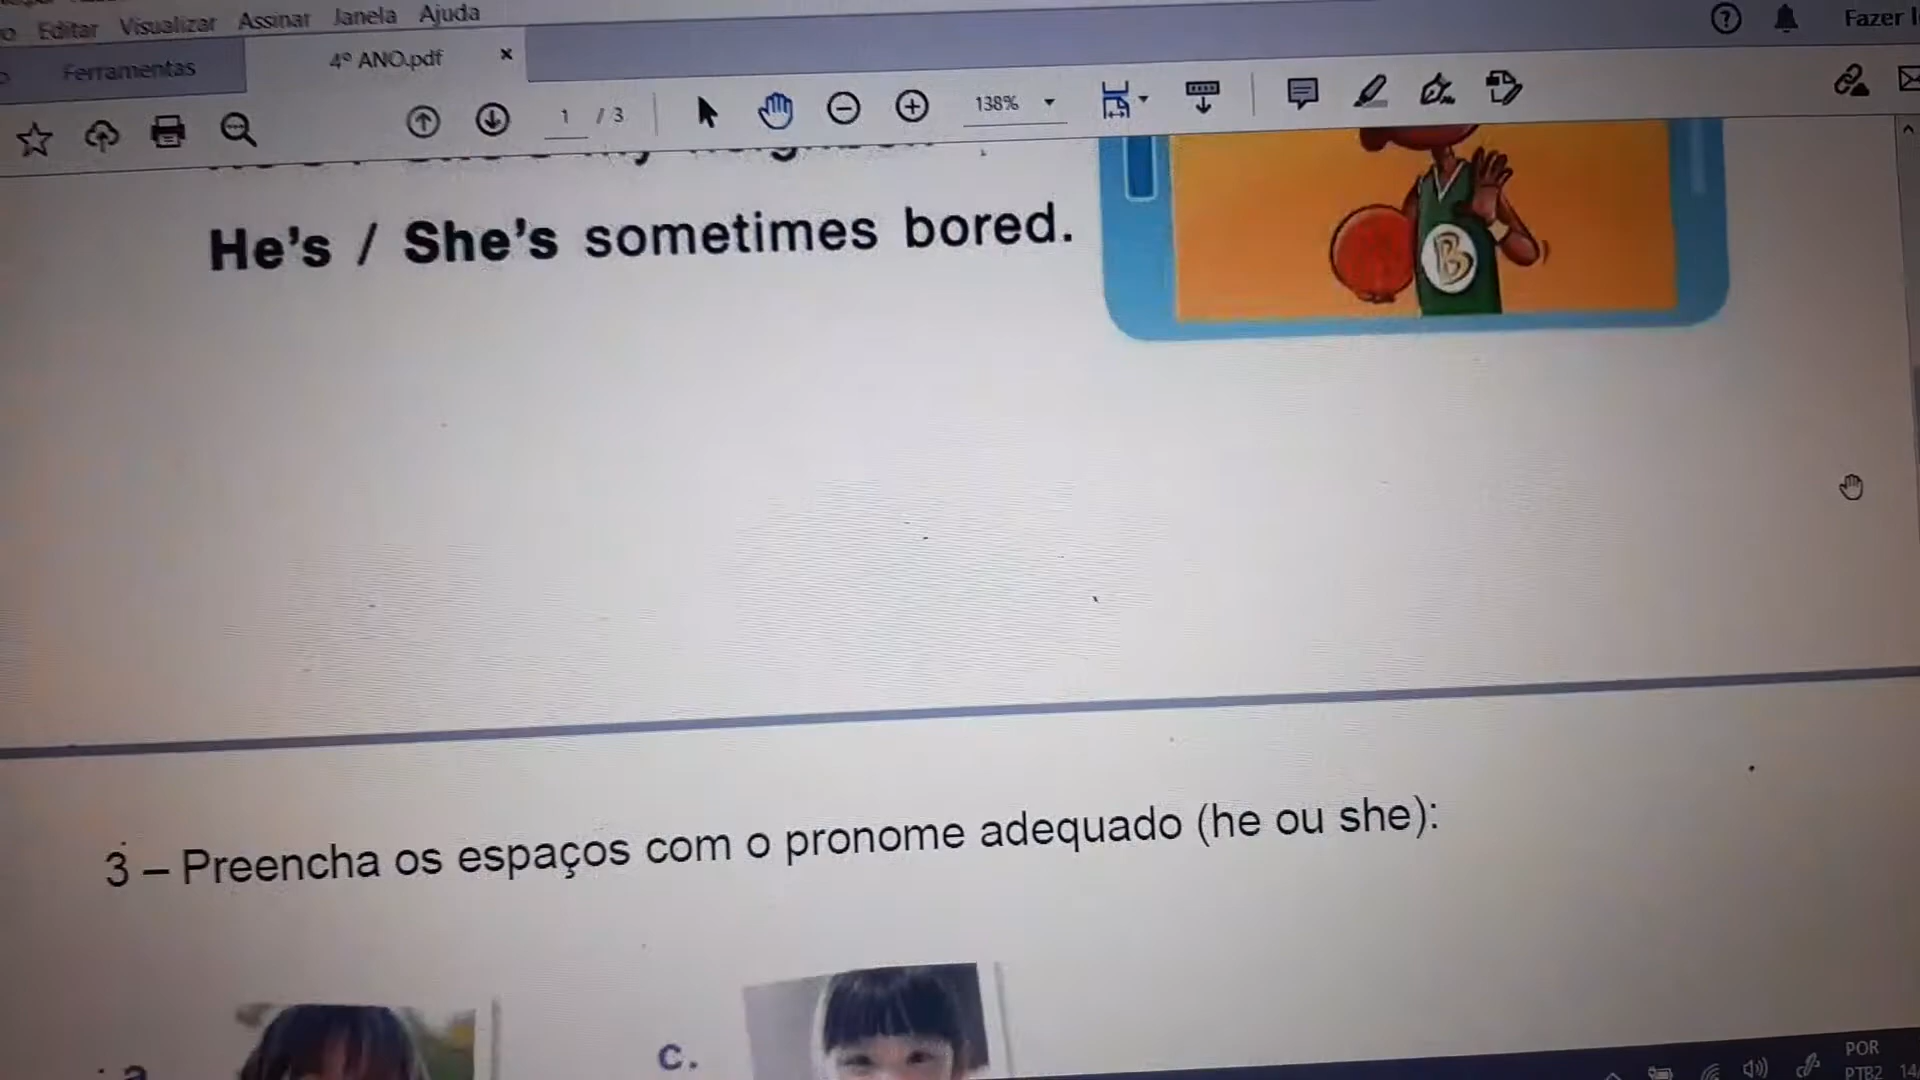 Editar Visualizar Assinar Janela Ajuda
Fazer
Ferramentas
4º ANO.pdf
1 / 3
138%
He's / She's sometimes bored.
B
3 – Preencha os espaços com o pronome adequado (he ou she):
a
c.
POR
PTB2
14